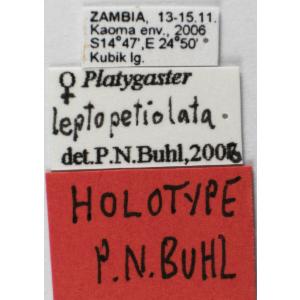 ZAMBIA, 13-15.11.
Kaoma env., 2006
S14°47',E 24°50'
Kubik lg.
♀ Platygaster
leptopetiolata
det.P.N.Buhl,2008
HOLOTYPE
P.N.BUHL